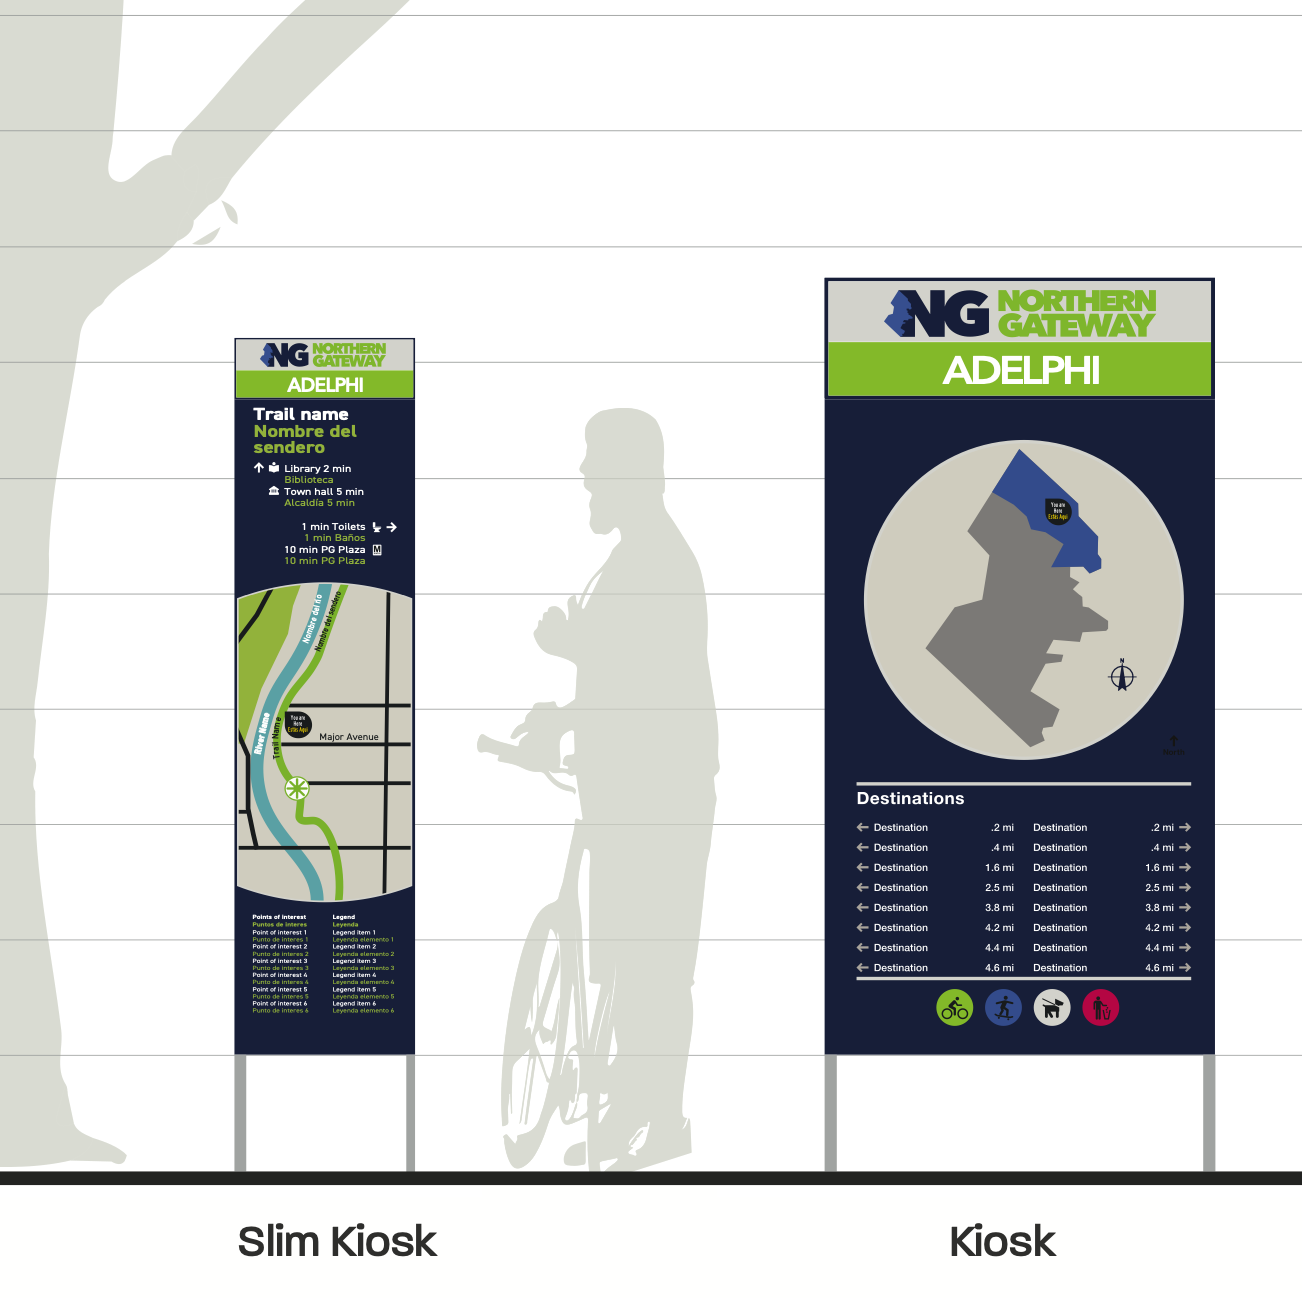 NG NORTHERN
GATEWAY
ADELPHI
Trail name
Nombre del
sendero
Library 2 min
Biblioteca
Town hall 5 min
Alcaldía 5 min
1 min Toilets
1 min Baños
10 min PG Plaza M
10 min PG Plaza
Nombre del río
Nombre del sendero
River Name
Trail Name
You are
Here
Estás Aquí
Major Avenue
Points of interest
Puntos de interes
Point of interest 1
Punto de interes 1
Point of interest 2
Punto de interes 2
Point of interest 3
Punto de interes 3
Point of interest 4
Punto de interes 4
Point of interest 5
Punto de interes 5
Point of interest 6
Punto de interes 6
Legend
Leyenda
Legend item 1
Leyenda elemento 1
Legend item 2
Leyenda elemento 2
Legend item 3
Leyenda elemento 3
Legend item 4
Leyenda elemento 4
Legend item 5
Leyenda elemento 5
Legend item 6
Leyenda elemento 6
NG NORTHERN
GATEWAY
ADELPHI
You are
Here
Estás Aquí
N
North
Destinations
← Destination .2 mi Destination .2 mi →
← Destination .4 mi Destination .4 mi →
← Destination 1.6 mi Destination 1.6 mi →
← Destination 2.5 mi Destination 2.5 mi →
← Destination 3.8 mi Destination 3.8 mi →
← Destination 4.2 mi Destination 4.2 mi →
← Destination 4.4 mi Destination 4.4 mi →
← Destination 4.6 mi Destination 4.6 mi →
Slim Kiosk
Kiosk